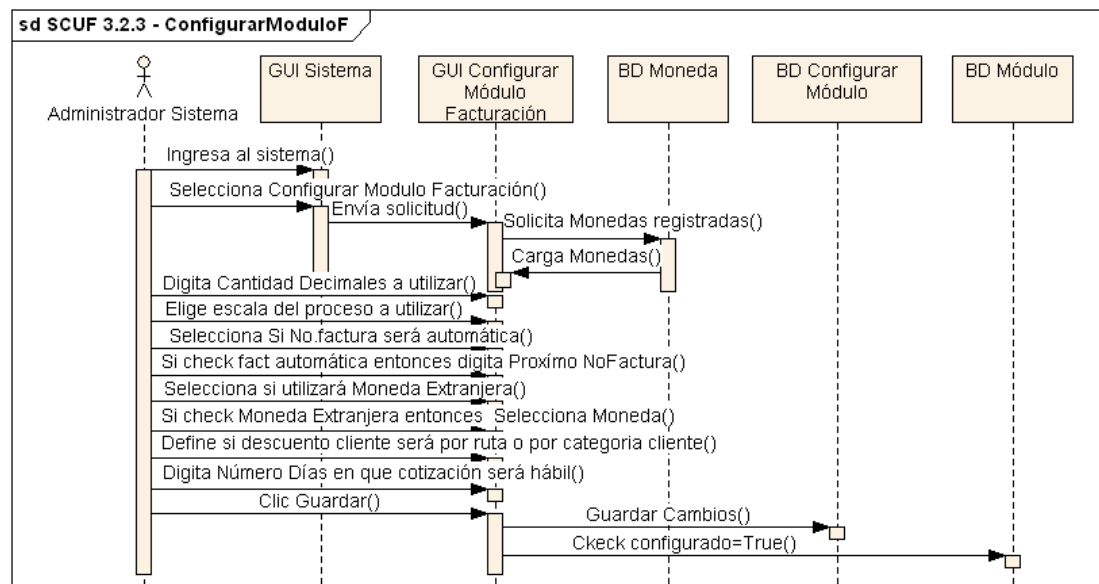 sd SCUF 3.2.3 - ConfigurarModuloF
Administrador Sistema
GUI Sistema
GUI Configurar
Módulo
Facturación
BD Moneda
BD Configurar
Módulo
BD Módulo
Ingresa al sistema()
Selecciona Configurar Modulo Facturación()
Envía solicitud()
Solicita Monedas registradas()
Carga Monedas()
Digita Cantidad Decimales a utilizar()
Elige escala del proceso a utilizar()
Selecciona Si No.factura será automática()
Si check fact automática entonces digita Proxímo NoFactura()
Selecciona si utilizará Moneda Extranjera()
Si check Moneda Extranjera entonces Selecciona Moneda()
Define si descuento cliente será por ruta o por categoria cliente()
Digita Número Días en que cotización será hábil()
Clic Guardar()
Guardar Cambios()
Ckeck configurado=True()